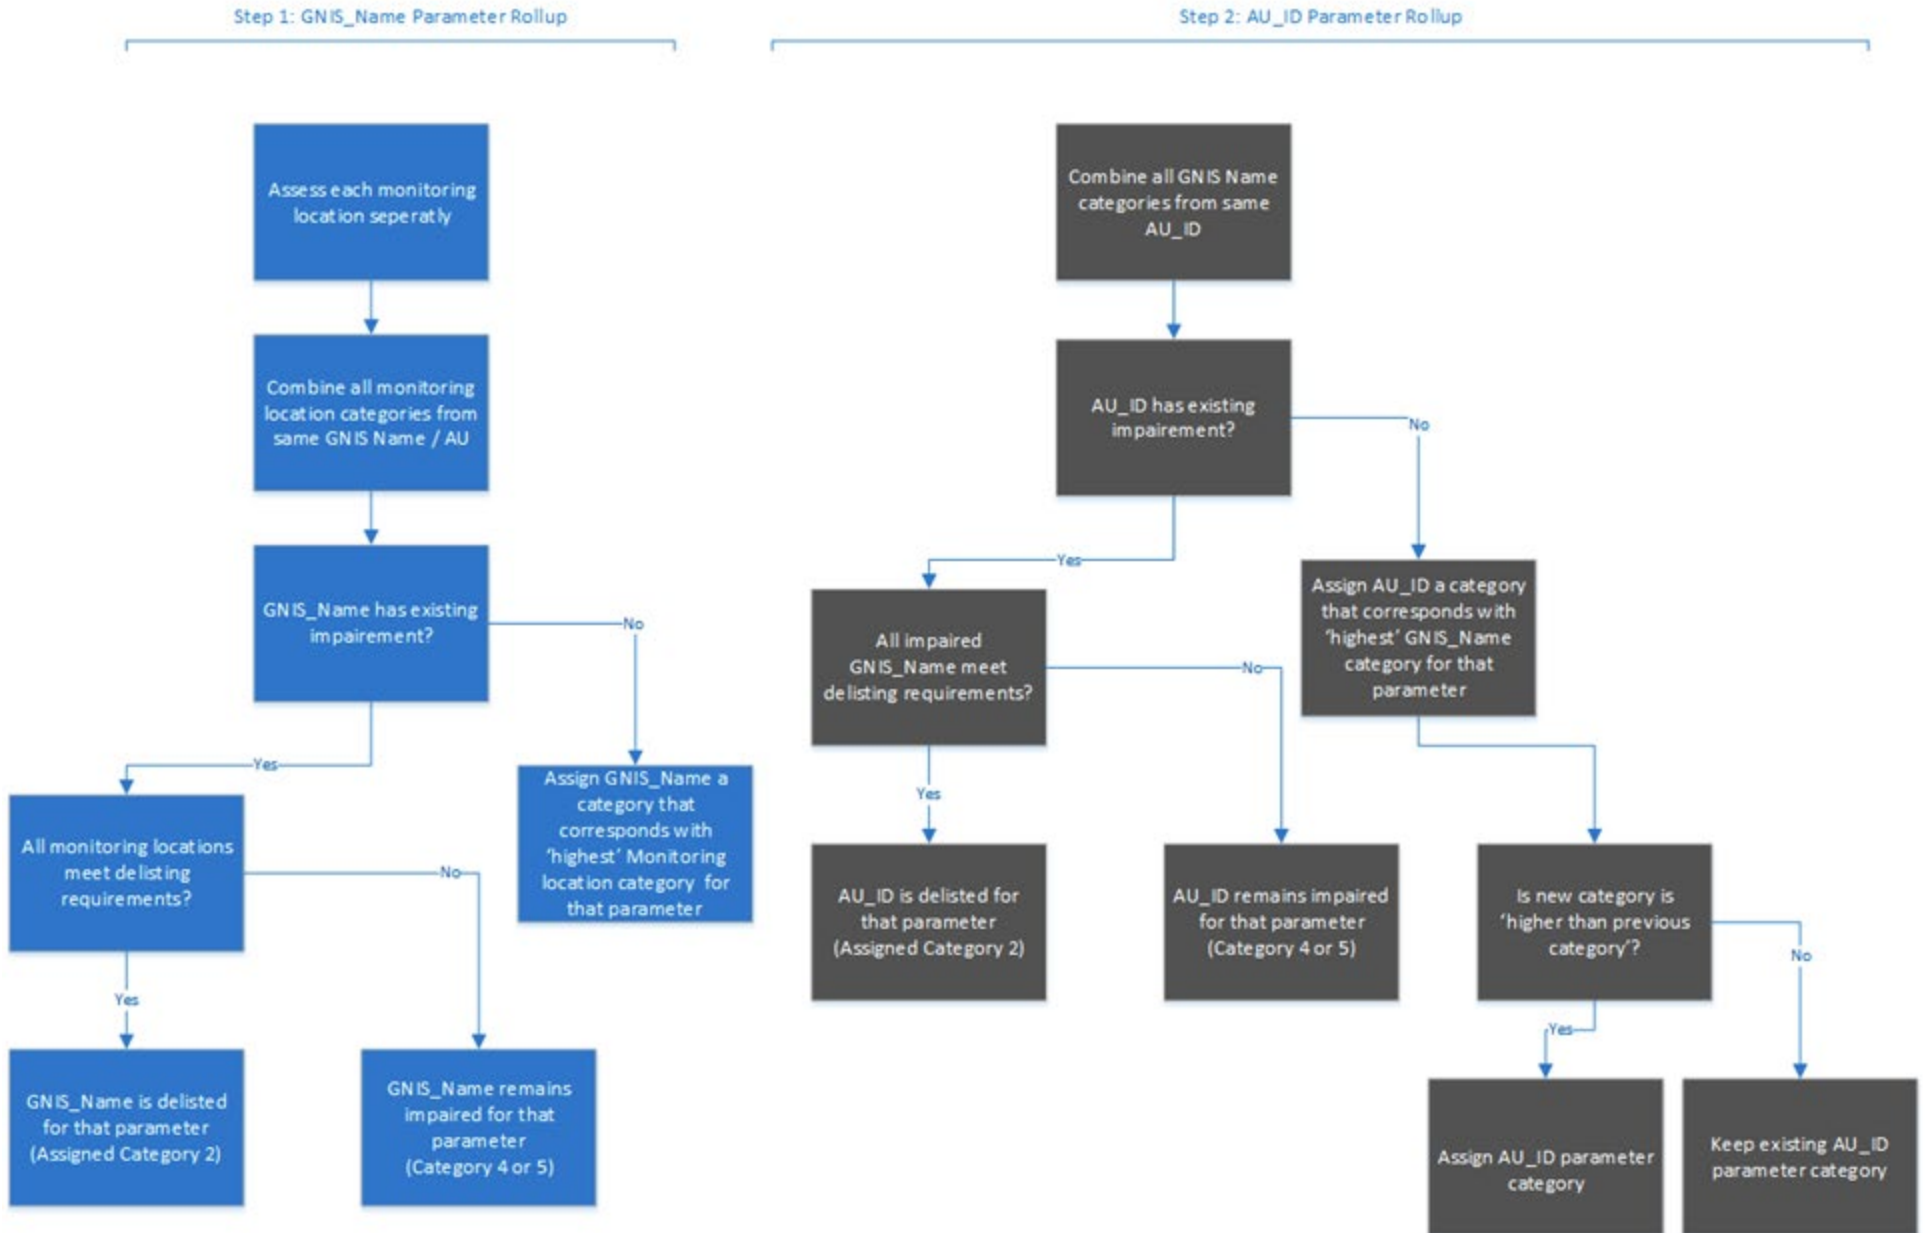 Step 1: GNIS_Name Parameter Rollup
Assess each monitoring
location seperatly
Combine all monitoring
location categories from
same GNIS Name / AU
GNIS_Name has existing
impairement?
No
Yes
Assign GNIS_Name a
category that
corresponds with
‘highest’ Monitoring
location category for
that parameter
All monitoring locations
meet delisting
requirements?
No
Yes
GNIS_Name is delisted
for that parameter
(Assigned Category 2)
GNIS_Name remains
impaired for that
parameter
(Category 4 or 5)
Step 2: AU_ID Parameter Rollup
Combine all GNIS Name
categories from same
AU_ID
AU_ID has existing
impairement?
No
Yes
All impaired
GNIS_Name meet
delisting requirements?
No
Yes
Assign AU_ID a category
that corresponds with
‘highest’ GNIS_Name
category for that
parameter
AU_ID is delisted for
that parameter
(Assigned Category 2)
AU_ID remains impaired
for that parameter
(Category 4 or 5)
Is new category is
‘higher than previous
category’?
No
Yes
Assign AU_ID parameter
category
Keep existing AU_ID
parameter category